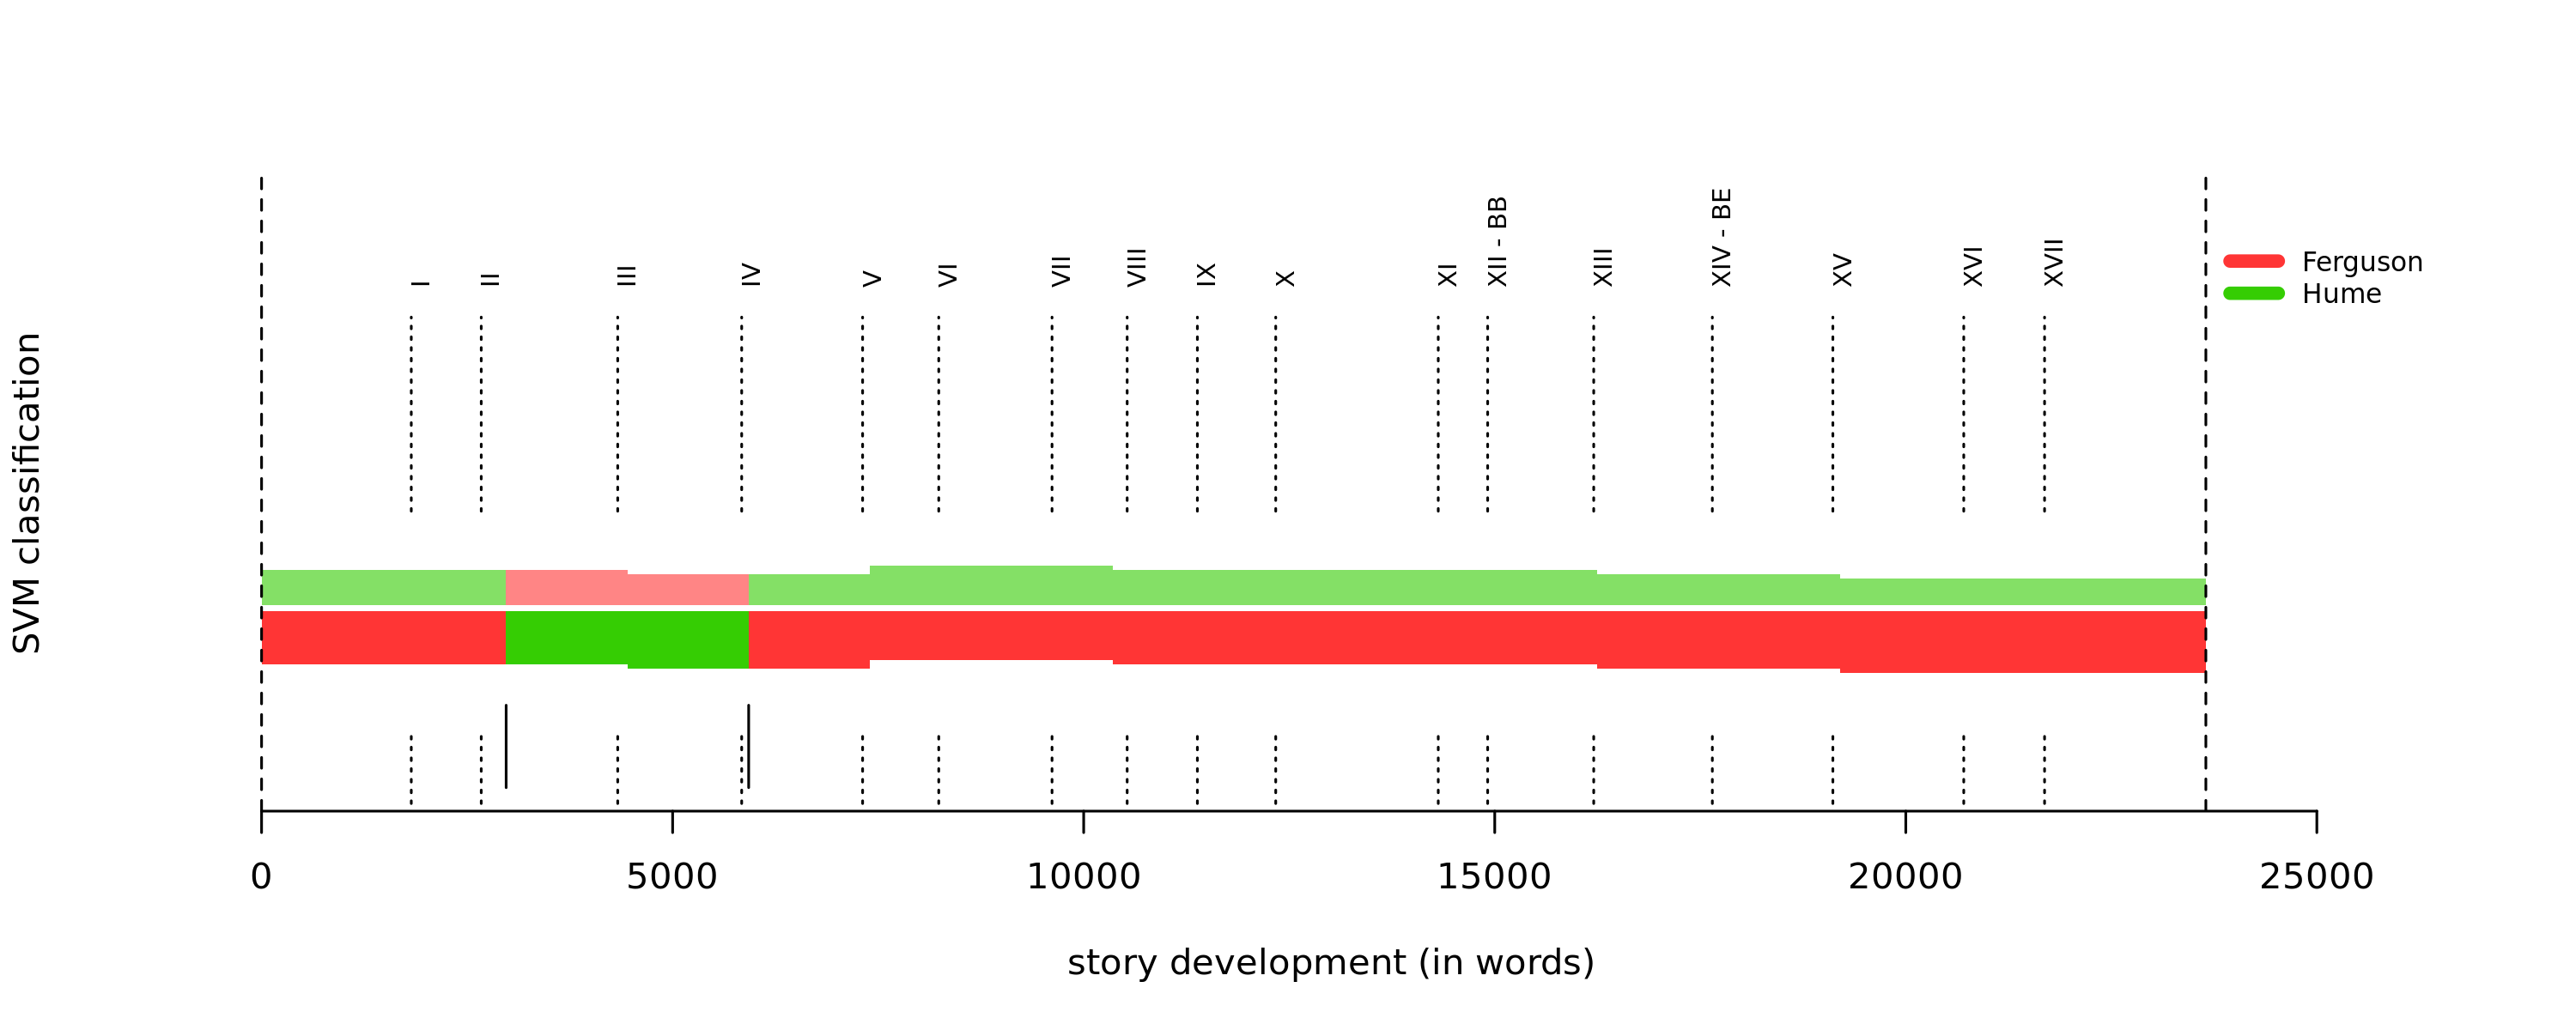 I
II
III
IV
V
VI
VII
VIII
IX
X
XI
XII - BB
XIII
XIV - BE
XV
XVI
XVII
Ferguson
Hume
SVM classification
0
5000
10000
15000
20000
25000
story development (in words)